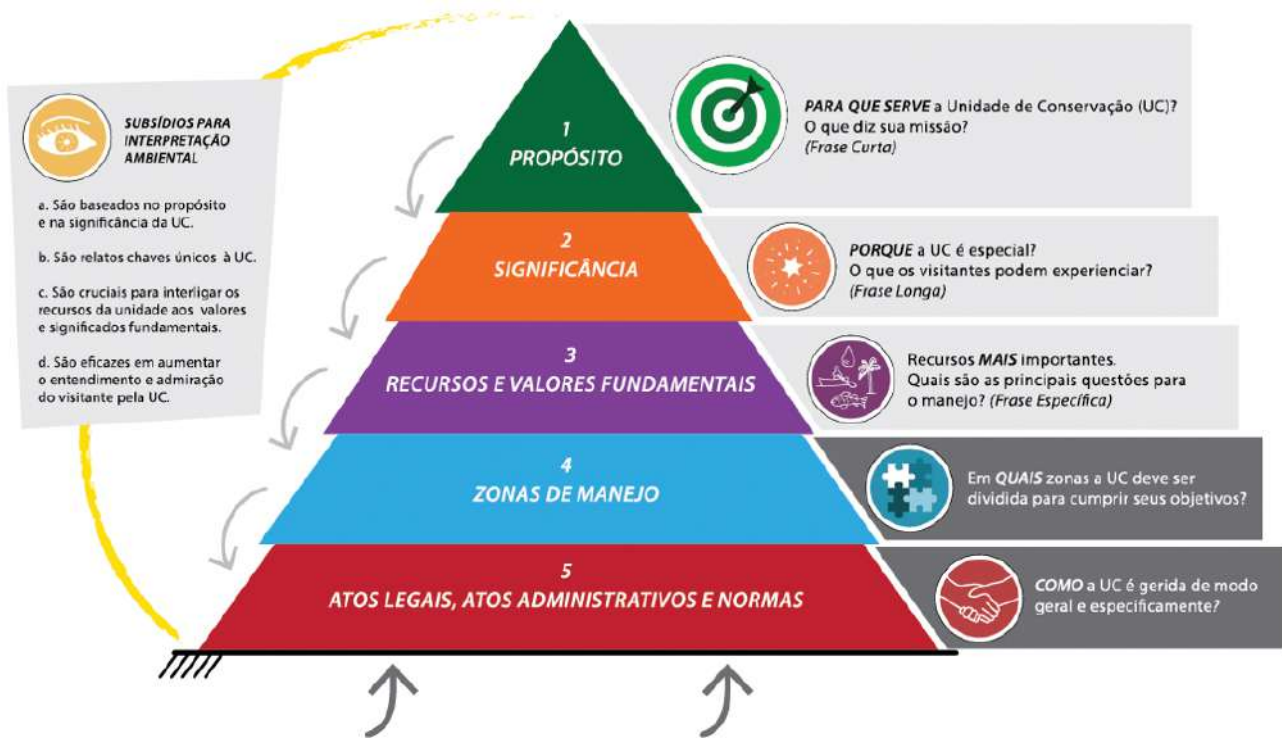 SUBSÍDIOS PARA
INTERPRETAÇÃO
AMBIENTAL
a. São baseados no propósito
e na significância da UC.
b. São relatos chaves únicos à UC.
c. São cruciais para interligar os
recursos da unidade aos valores
e significados fundamentais.
d. São eficazes em aumentar
o entendimento e admiração
do visitante pela UC.
1
PROPÓSITO
PARA QUE SERVE a Unidade de Conservação (UC)?
O que diz sua missão?
(Frase Curta)
2
SIGNIFICÂNCIA
PORQUE a UC é especial?
O que os visitantes podem experienciar?
(Frase Longa)
3
RECURSOS E VALORES FUNDAMENTAIS
Recursos MAIS importantes.
Quais são as principais questões para
o manejo? (Frase Específica)
4
ZONAS DE MANEJO
Em QUAIS zonas a UC deve ser
dividida para cumprir seus objetivos?
5
ATOS LEGAIS, ATOS ADMINISTRATIVOS E NORMAS
COMO a UC é gerida de modo
geral e especificamente?